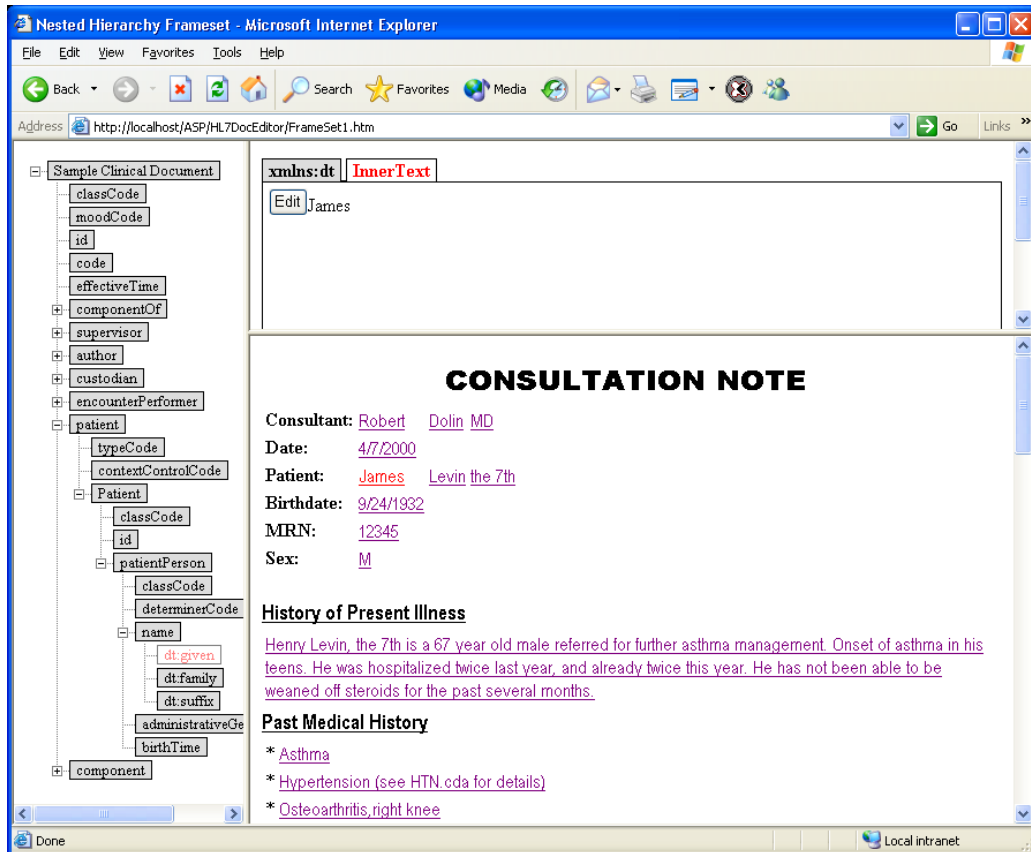 Nested Hierarchy Frameset - Microsoft Internet Explorer
File Edit View Favorites Tools Help
Back Search Favorites Media
Address http://localhost/ASP/HL7DocEditor/FrameSet1.htm Go Links »
Sample Clinical Document
classCode
moodCode
id
code
effectiveTime
componentOf
supervisor
author
custodian
encounterPerformer
patient
typeCode
contextControlCode
Patient
classCode
id
patientPerson
classCode
determinerCode
name
dt:given
dt:family
dt:suffix
administrativeGe
birthTime
component
xmlns:dt InnerText
Edit James
CONSULTATION NOTE
Consultant: Robert Dolin MD
Date: 4/7/2000
Patient: James Levin the 7th
Birthdate: 9/24/1932
MRN: 12345
Sex: M
History of Present Illness
Henry Levin, the 7th is a 67 year old male referred for further asthma management. Onset of asthma in his
teens. He was hospitalized twice last year, and already twice this year. He has not been able to be
weaned off steroids for the past several months.
Past Medical History
* Asthma
* Hypertension (see HTN.cda for details)
* Osteoarthritis,right knee
Done Local intranet